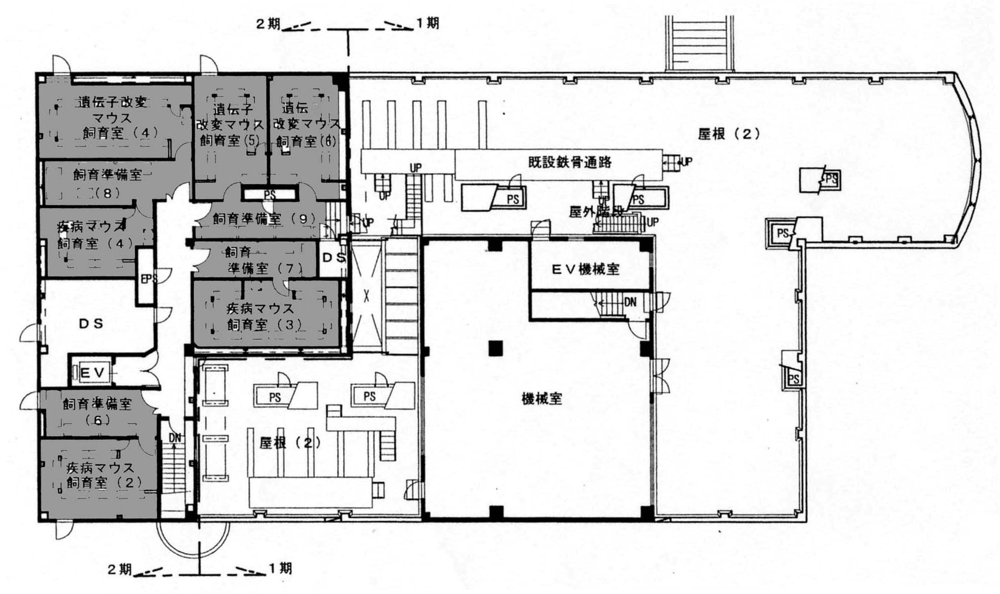 2期
1期
遺伝子改変
マウス
飼育室(4)
遺伝子
改変マウス
飼育室(5)
遺伝
改変マウス
飼育室(6)
屋根(2)
既設鉄骨通路
UP
UP
UP
UP
PS
飼育準備室
(8)
PS
PS
PS
屋外階段
UP
UP
飼育準備室(9)
疾病マウス
飼育室(4)
PS
飼育
準備室(7)
DS
EV機械室
EPS
X
DN
疾病マウス
飼育室(3)
DS
EV
PS
PS
PS
機械室
飼育準備室
(6)
DN
屋根(2)
疾病マウス
飼育室(2)
2期
1期